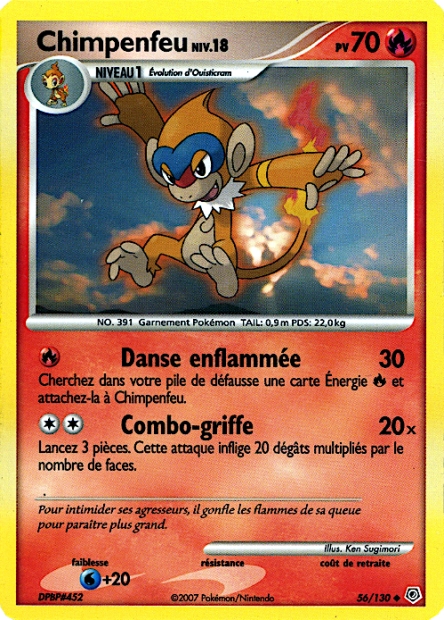 Chimpenfeu NIV.18 PV 70
NIVEAU 1 Évolution d'Ouisticram
NO. 391 Garnement Pokémon TAIL: 0,9 m PDS: 22,0 kg
Danse enflammée 30
Cherchez dans votre pile de défausse une carte Énergie et
attachez-la à Chimpenfeu.
Combo-griffe 20x
Lancez 3 pièces. Cette attaque inflige 20 dégâts multipliés par le
nombre de faces.
Pour intimider ses agresseurs, il gonfle les flammes de sa queue
pour paraître plus grand.
Illus. Ken Sugimori
faiblesse résistance coût de retraite
+20
DPBP#452 ©2007 Pokémon/Nintendo 56/130